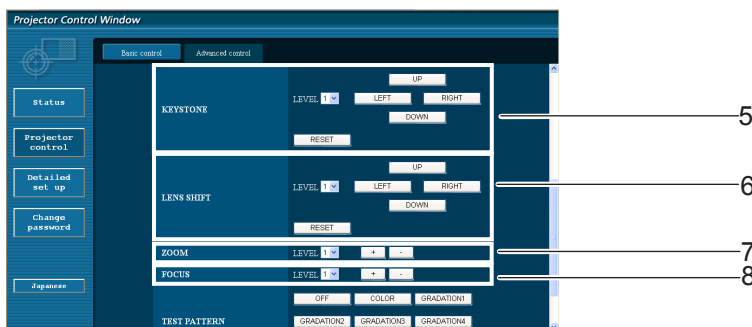 Projector Control Window
Basic control Advanced control
Status
Projector control
Detailed set up
Change password
Japanese
KEYSTONE LEVEL 1 UP LEFT RIGHT DOWN RESET
5
LENS SHIFT LEVEL 1 UP LEFT RIGHT DOWN RESET
6
ZOOM LEVEL 1 + -
7
FOCUS LEVEL 1 + -
8
TEST PATTERN OFF COLOR GRADATION1
GRADATION2 GRADATION3 GRADATION4